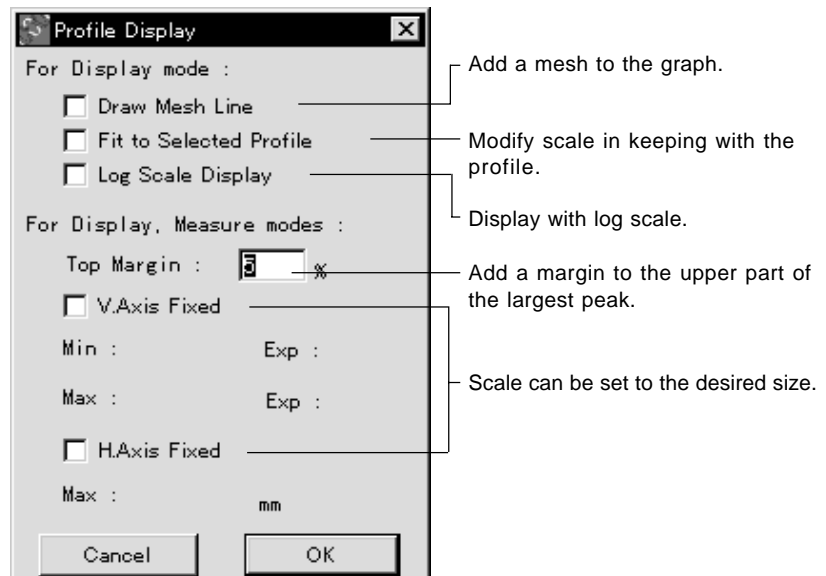 Profile Display
For Display mode :
Draw Mesh Line
Fit to Selected Profile
Log Scale Display
For Display, Measure modes :
Top Margin : 5 %
V.Axis Fixed
Min : Exp :
Max : Exp :
H.Axis Fixed
Max : mm
Cancel OK
Add a mesh to the graph.
Modify scale in keeping with the
profile.
Display with log scale.
Add a margin to the upper part of
the largest peak.
Scale can be set to the desired size.